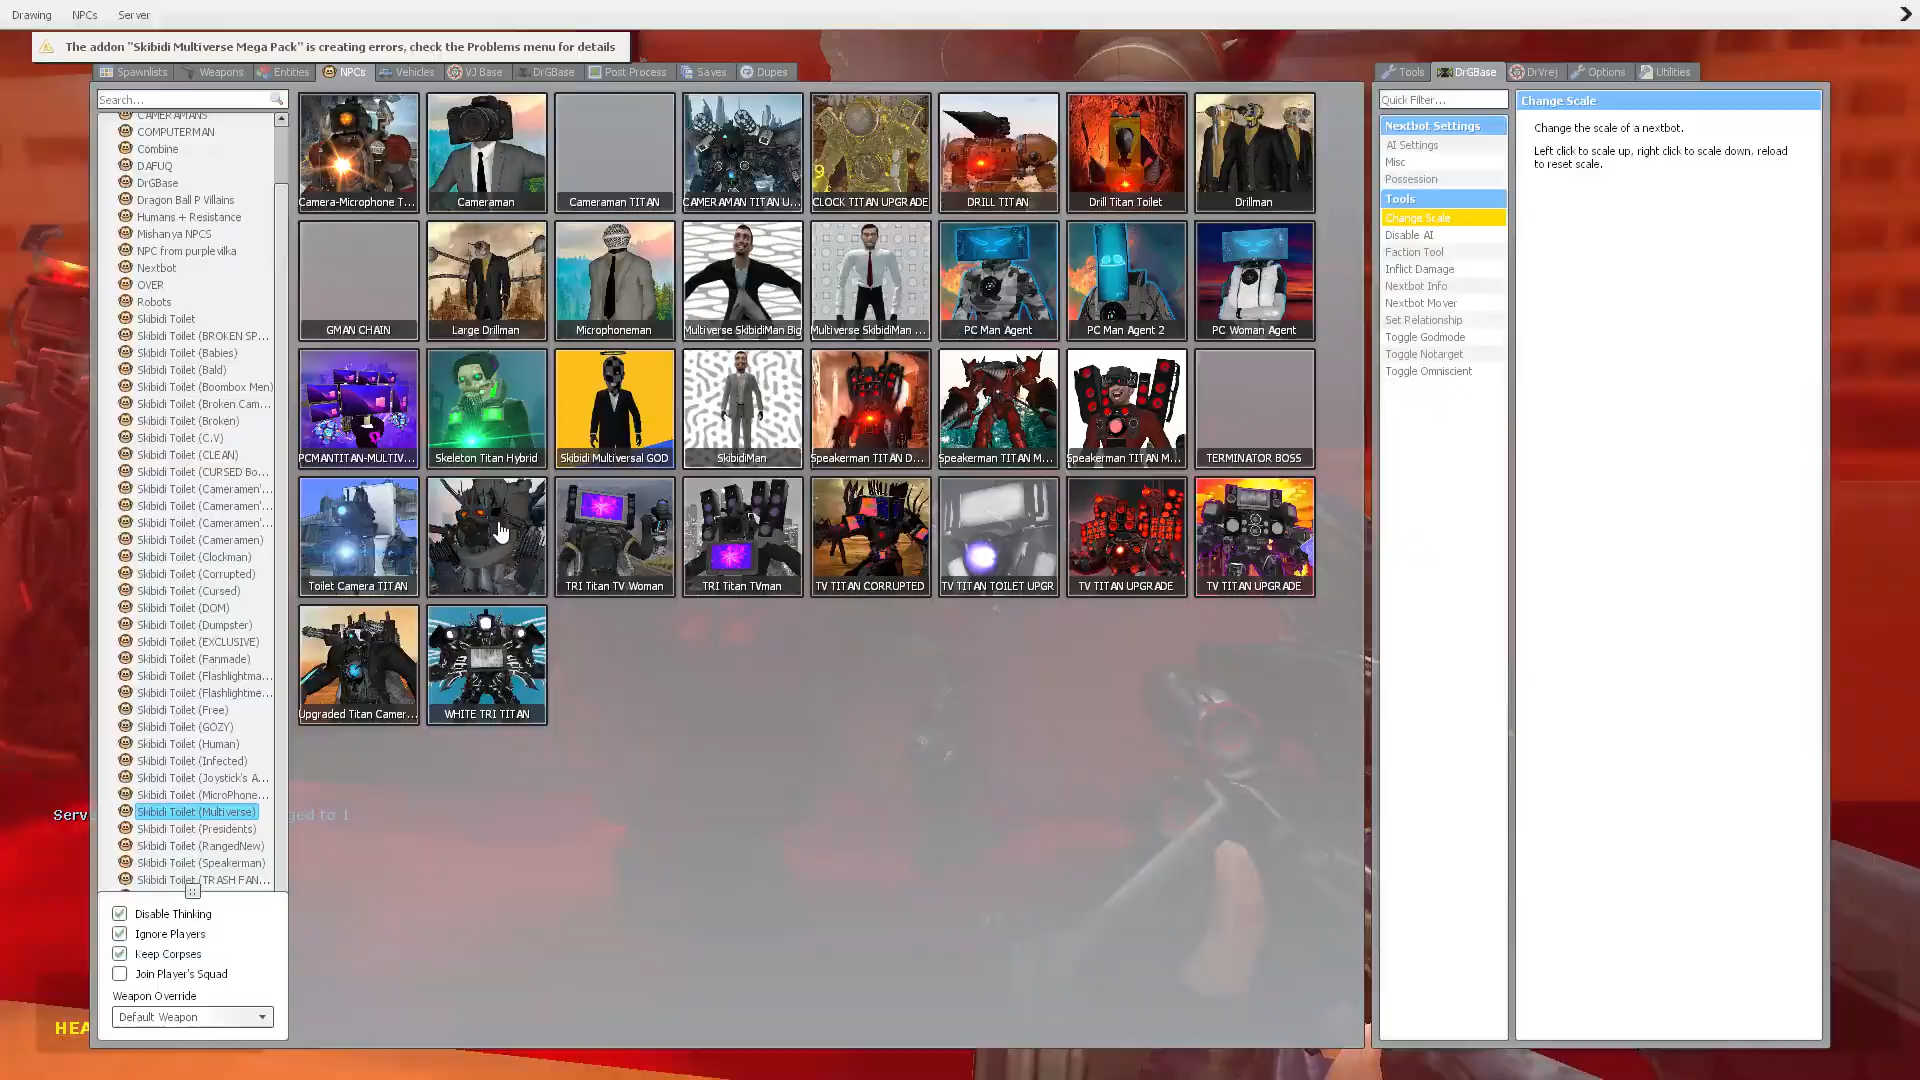 Drawing NPCs Server
The addon "Skibidi Multiverse Mega Pack" is creating errors, check the Problems menu for details
Spawnlists Weapons Entities NPCs Vehicles VJ Base DrGBase Post Process Saves Dupes
Search...
CAMERAMANS
COMPUTERMAN
Combine
DAFUQ
DrGBase
Dragon Ball P Villains
Humans + Resistance
Mishanya NPCS
NPC from purplevilka
Nextbot
OVER
Robots
Skibidi Toilet
Skibidi Toilet (BROKEN SP...
Skibidi Toilet (Babies)
Skibidi Toilet (Bald)
Skibidi Toilet (Boombox Men)
Skibidi Toilet (Broken Cam...
Skibidi Toilet (Broken)
Skibidi Toilet (C.V)
Skibidi Toilet (CLEAN)
Skibidi Toilet (CURSED Bo...
Skibidi Toilet (Cameramen'...
Skibidi Toilet (Cameramen'...
Skibidi Toilet (Cameramen'...
Skibidi Toilet (Cameramen)
Skibidi Toilet (Clockman)
Skibidi Toilet (Corrupted)
Skibidi Toilet (Cursed)
Skibidi Toilet (DOM)
Skibidi Toilet (Dumpster)
Skibidi Toilet (EXCLUSIVE)
Skibidi Toilet (Fanmade)
Skibidi Toilet (Flashlightma...
Skibidi Toilet (Flashlightme...
Skibidi Toilet (Free)
Skibidi Toilet (GOZY)
Skibidi Toilet (Human)
Skibidi Toilet (Infected)
Skibidi Toilet (Joystick's A...
Skibidi Toilet (MicroPhone...
Skibidi Toilet (Multiverse)
Skibidi Toilet (Presidents)
Skibidi Toilet (RangedNew)
Skibidi Toilet (Speakerman)
Skibidi Toilet (TRASH FAN...
Disable Thinking
Ignore Players
Keep Corpses
Join Player's Squad
Weapon Override
Default Weapon
Camera-Microphone T... Cameraman Cameraman TITAN CAMERAMAN TITAN U... CLOCK TITAN UPGRADE DRILL TITAN Drill Titan Toilet Drillman
GMAN CHAIN Large Drillman Microphoneman Multiverse SkibidiMan Big Multiverse SkibidiMan ... PC Man Agent PC Man Agent 2 PC Woman Agent
PCMANTITAN-MULTIV... Skeleton Titan Hybrid Skibidi Multiversal GOD SkibidiMan Speakerman TITAN D... Speakerman TITAN M... Speakerman TITAN M... TERMINATOR BOSS
Toilet Camera TITAN TRI Titan TV Woman TRI Titan TVman TV TITAN CORRUPTED TV TITAN TOILET UPGR TV TITAN UPGRADE TV TITAN UPGRADE
Upgraded Titan Camer... WHITE TRI TITAN
Serv
ged to 1
HEA
Tools DrGBase DrVrej Options Utilities
Quick Filter...
Nextbot Settings
AI Settings
Misc
Possession
Tools
Change Scale
Disable AI
Faction Tool
Inflict Damage
Nextbot Info
Nextbot Mover
Set Relationship
Toggle Godmode
Toggle Notarget
Toggle Omniscient
Change Scale
Change the scale of a nextbot.
Left click to scale up, right click to scale down, reload
to reset scale.